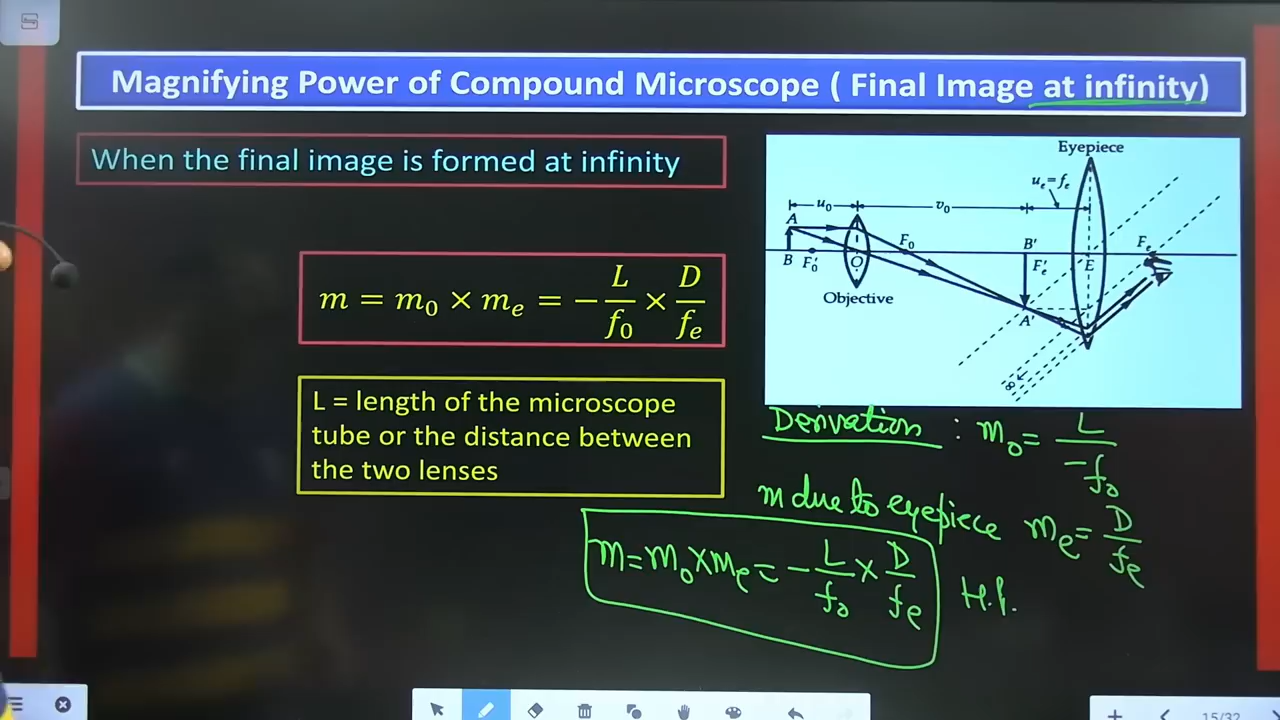 Magnifying Power of Compound Microscope ( Final Image at infinity)
When the final image is formed at infinity
m = m₀ × mₑ = − L/f₀ × D/fₑ
L = length of the microscope
tube or the distance between
the two lenses
Eyepiece
uₑ = fₑ
u₀
v₀
A
F₀
B′
Fₑ
B
F₀′
O
Fₑ′
E
Objective
A′
∞
Derivation : m₀ = L/−f₀
m due to eyepiece mₑ = D/fₑ
m = m₀ × mₑ = − L/f₀ × D/fₑ H.P.
15/32